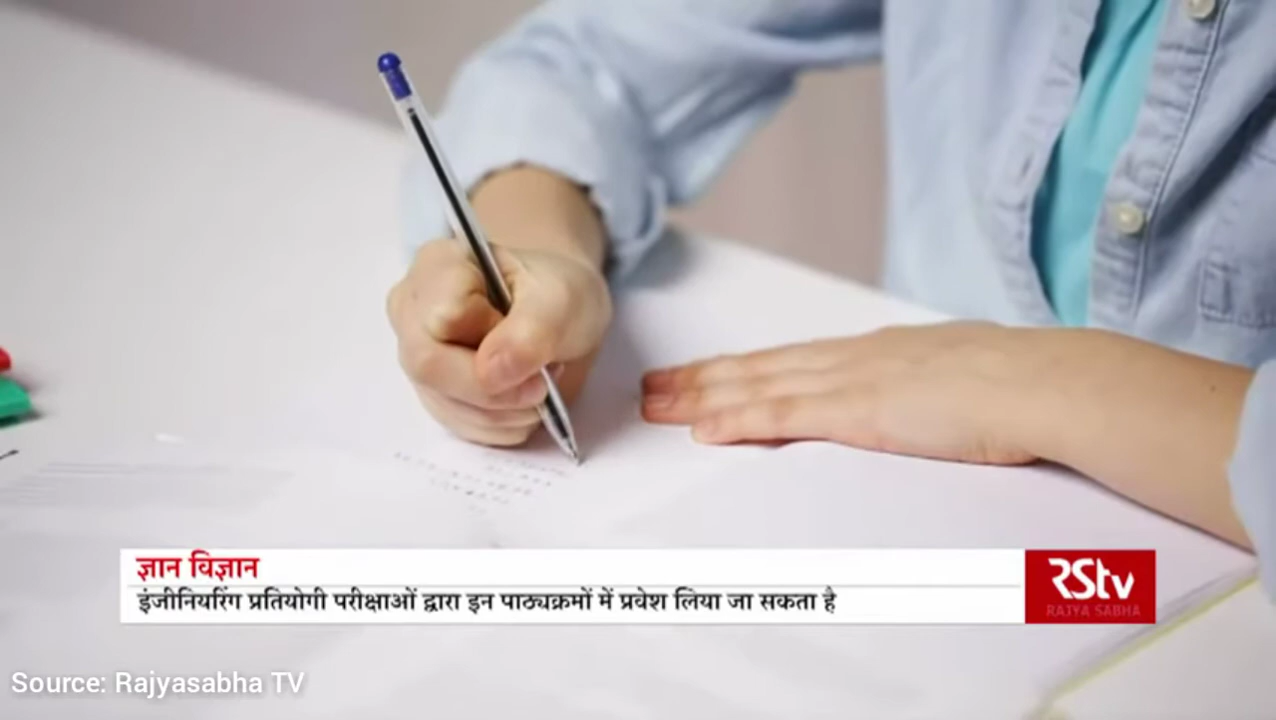 ज्ञान विज्ञान
इंजीनियरिंग प्रतियोगी परीक्षाओं द्वारा इन पाठ्यक्रमों में प्रवेश लिया जा सकता है
RStv
RAJYA SABHA
Source: Rajyasabha TV